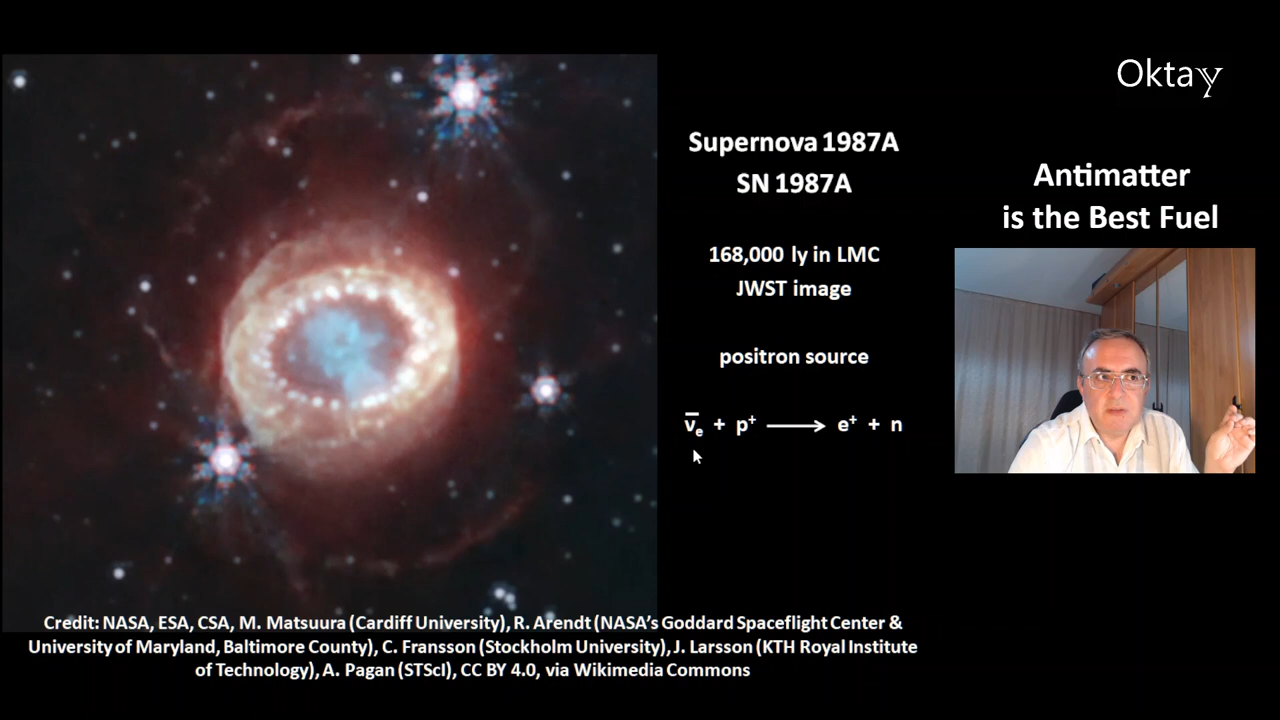 Oktay
Supernova 1987A
SN 1987A
168,000 ly in LMC
JWST image
positron source
ν̅ₑ + p⁺ ⟶ e⁺ + n
Antimatter
is the Best Fuel
Credit: NASA, ESA, CSA, M. Matsuura (Cardiff University), R. Arendt (NASA’s Goddard Spaceflight Center &
University of Maryland, Baltimore County), C. Fransson (Stockholm University), J. Larsson (KTH Royal Institute
of Technology), A. Pagan (STScI), CC BY 4.0, via Wikimedia Commons